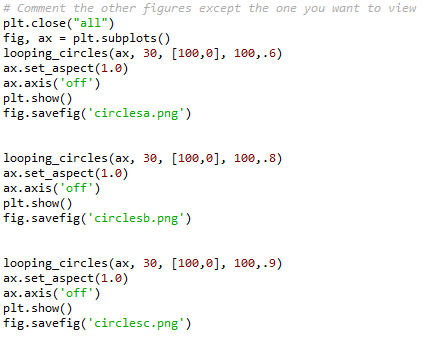 # Comment the other figures except the one you want to view
plt.close("all")
fig, ax = plt.subplots()
looping_circles(ax, 30, [100,0], 100,.6)
ax.set_aspect(1.0)
ax.axis('off')
plt.show()
fig.savefig('circlesa.png')
looping_circles(ax, 30, [100,0], 100,.8)
ax.set_aspect(1.0)
ax.axis('off')
plt.show()
fig.savefig('circlesb.png')
looping_circles(ax, 30, [100,0], 100,.9)
ax.set_aspect(1.0)
ax.axis('off')
plt.show()
fig.savefig('circlesc.png')